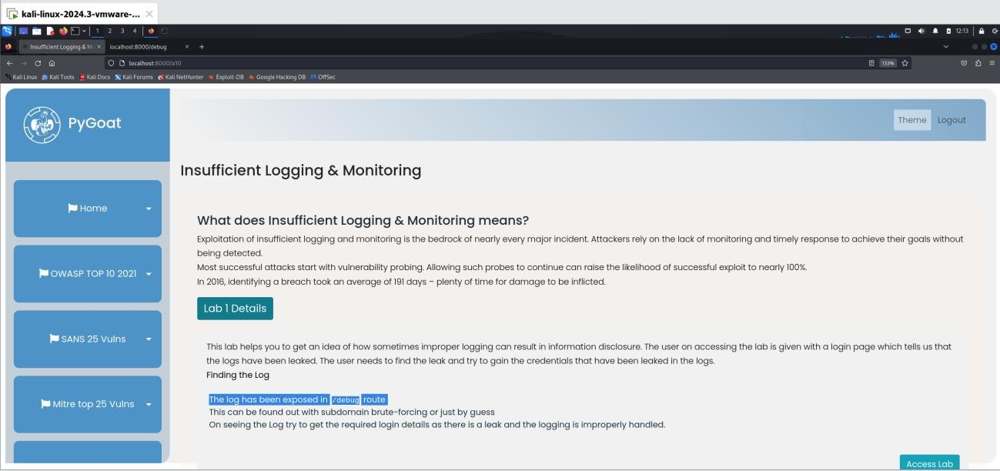 kali-linux-2024.3-vmware-...
1 2 3 4
12:13
Insufficient Logging & Mo
localhost:8000/debug
localhost:8000/a10
133%
Kali Linux Kali Tools Kali Docs Kali Forums Kali NetHunter Exploit-DB Google Hacking DB OffSec
PyGoat
Theme Logout
Insufficient Logging & Monitoring
Home
OWASP TOP 10 2021
SANS 25 Vulns
Mitre top 25 Vulns
What does Insufficient Logging & Monitoring means?
Exploitation of insufficient logging and monitoring is the bedrock of nearly every major incident. Attackers rely on the lack of monitoring and timely response to achieve their goals without
being detected.
Most successful attacks start with vulnerability probing. Allowing such probes to continue can raise the likelihood of successful exploit to nearly 100%.
In 2016, identifying a breach took an average of 191 days – plenty of time for damage to be inflicted.
Lab 1 Details
This lab helps you to get an idea of how sometimes improper logging can result in information disclosure. The user on accessing the lab is given with a login page which tells us that
the logs have been leaked. The user needs to find the leak and try to gain the credentials that have been leaked in the logs.
Finding the Log
The log has been exposed in /debug route
This can be found out with subdomain brute-forcing or just by guess
On seeing the Log try to get the required login details as there is a leak and the logging is improperly handled.
Access Lab